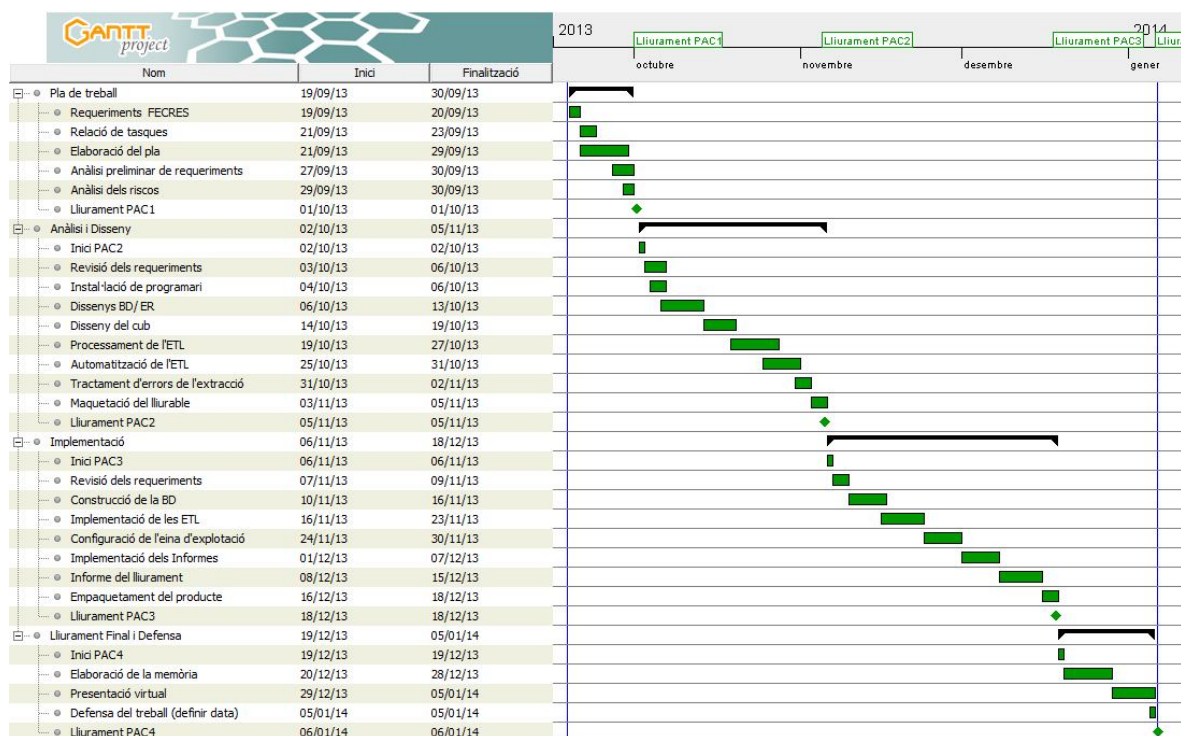 GANTT
project
2013 2014
Lliurament PAC1 Lliurament PAC2 Lliurament PAC3 Lliura
octubre novembre desembre gener
Nom Inici Finalització
Pla de treball 19/09/13 30/09/13
Requeriments FECRES 19/09/13 20/09/13
Relació de tasques 21/09/13 23/09/13
Elaboració del pla 21/09/13 29/09/13
Anàlisi preliminar de requeriments 27/09/13 30/09/13
Anàlisi dels riscos 29/09/13 30/09/13
Lliurament PAC1 01/10/13 01/10/13
Anàlisi i Disseny 02/10/13 05/11/13
Inici PAC2 02/10/13 02/10/13
Revisió dels requeriments 03/10/13 06/10/13
Instal·lació de programari 04/10/13 06/10/13
Dissenys BD/ ER 06/10/13 13/10/13
Disseny del cub 14/10/13 19/10/13
Processament de l'ETL 19/10/13 27/10/13
Automatització de l'ETL 25/10/13 31/10/13
Tractament d'errors de l'extracció 31/10/13 02/11/13
Maquetació del lliurable 03/11/13 05/11/13
Lliurament PAC2 05/11/13 05/11/13
Implementació 06/11/13 18/12/13
Inici PAC3 06/11/13 06/11/13
Revisió dels requeriments 07/11/13 09/11/13
Construcció de la BD 10/11/13 16/11/13
Implementació de les ETL 16/11/13 23/11/13
Configuració de l'eina d'explotació 24/11/13 30/11/13
Implementació dels Informes 01/12/13 07/12/13
Informe del lliurament 08/12/13 15/12/13
Empaquetament del producte 16/12/13 18/12/13
Lliurament PAC3 18/12/13 18/12/13
Lliurament Final i Defensa 19/12/13 05/01/14
Inici PAC4 19/12/13 19/12/13
Elaboració de la memòria 20/12/13 28/12/13
Presentació virtual 29/12/13 05/01/14
Defensa del treball (definir data) 05/01/14 05/01/14
Lliurament PAC4 06/01/14 06/01/14